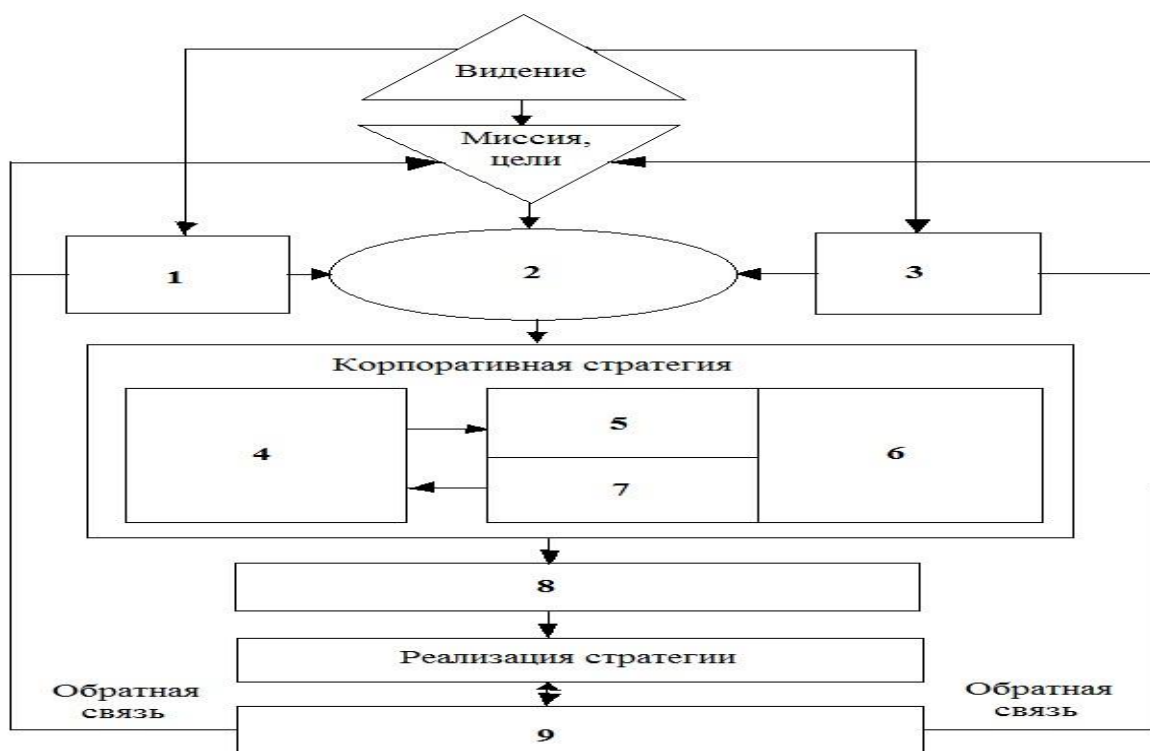 Видение
Миссия,
цели
1
2
3
Корпоративная стратегия
4
5
6
7
8
Реализация стратегии
Обратная
связь
Обратная
связь
9